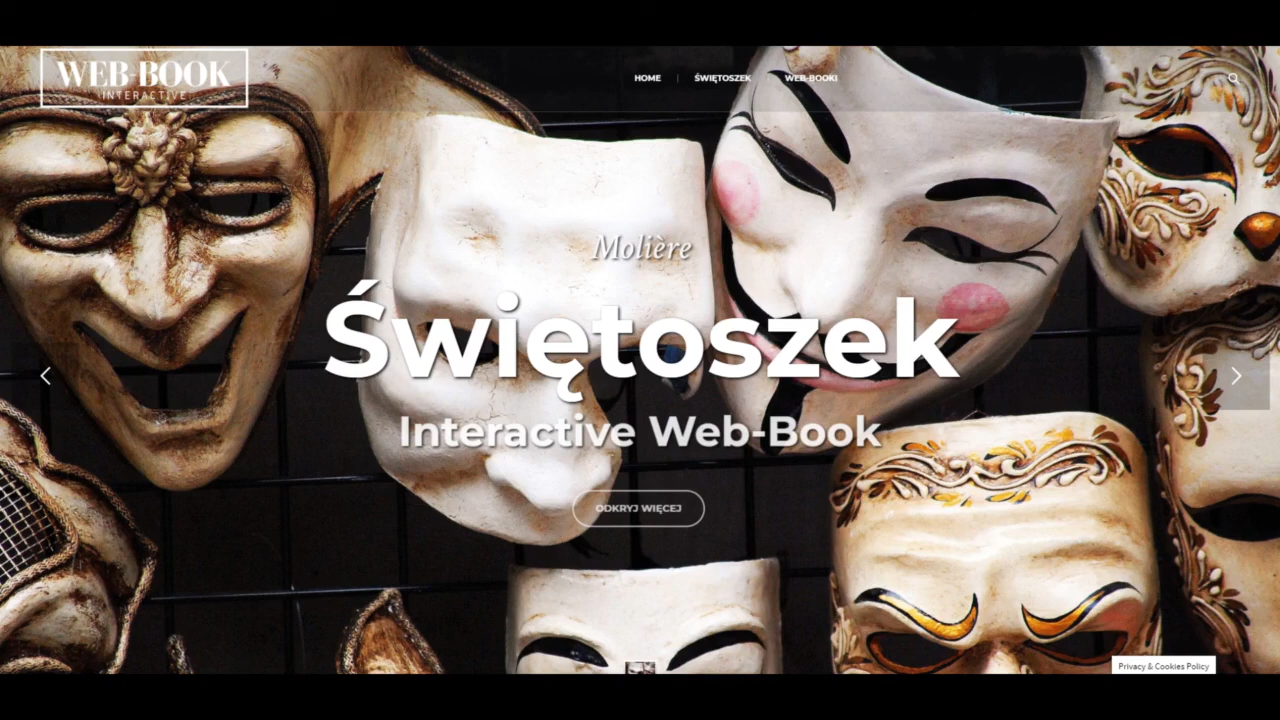 WEB-BOOK
INTERACTIVE
HOME
ŚWIĘTOSZEK
WEB-BOOKI
Molière
Świętoszek
Interactive Web-Book
ODKRYJ WIĘCEJ
Privacy & Cookies Policy